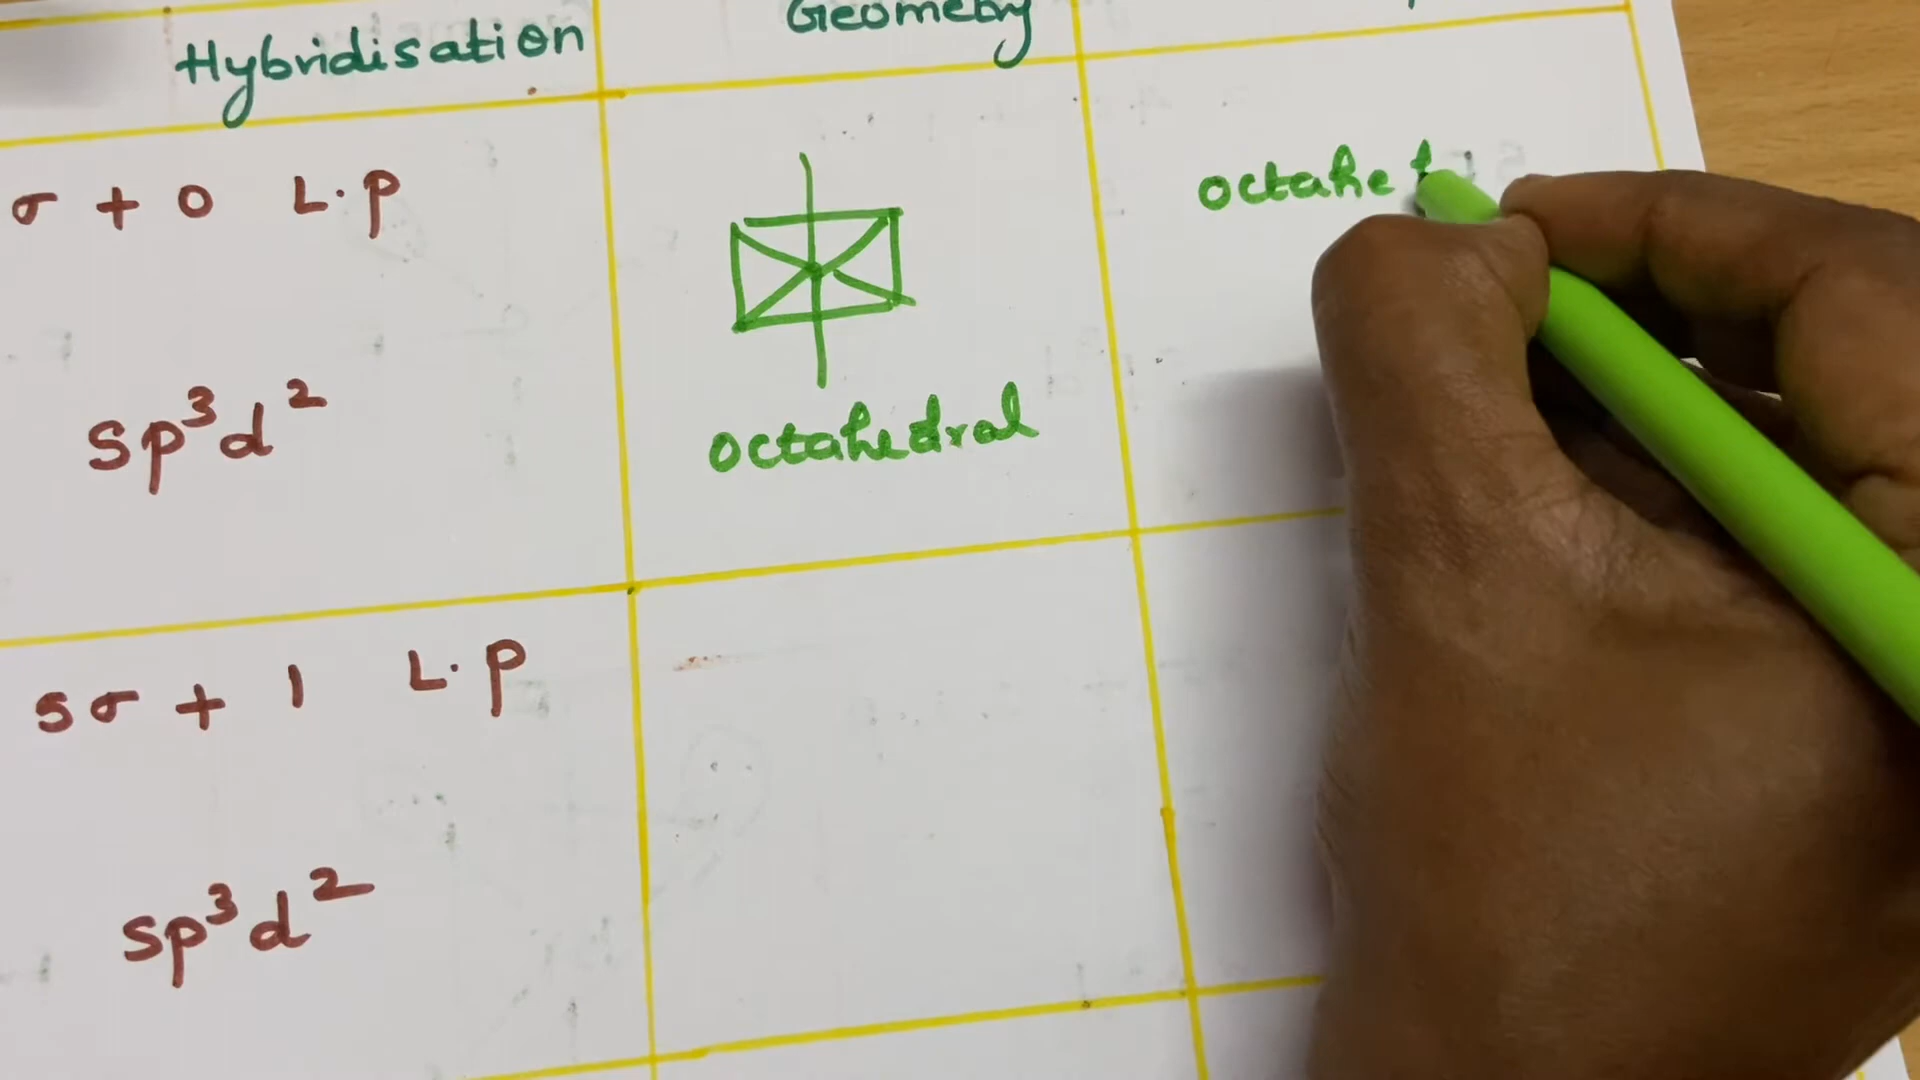 Hybridisation
Geometry
σ + 0 L.p
octahe
sp³d²
octahedral
5σ + 1 L.p
sp³d²